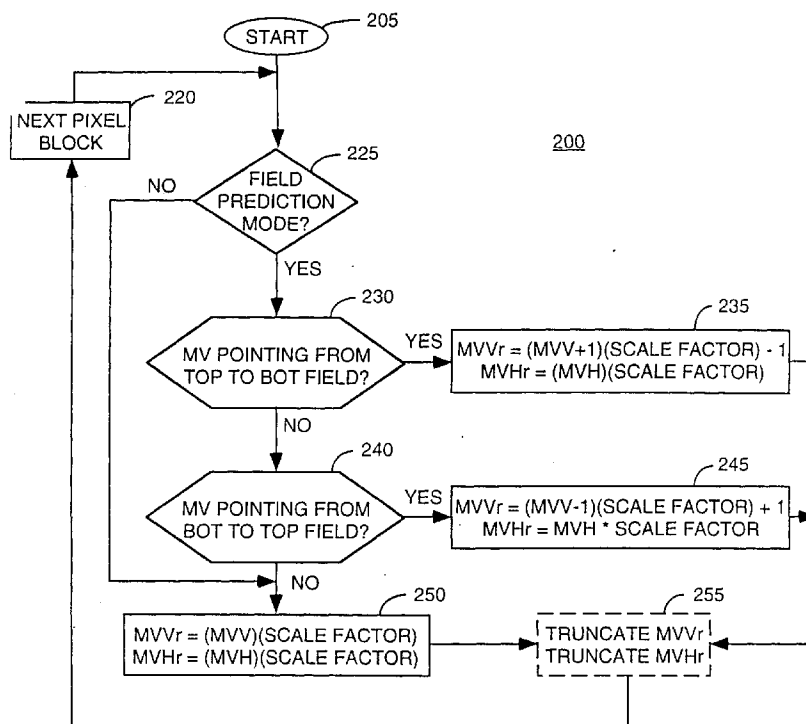 START
205
220
NEXT PIXEL
BLOCK
225
200
FIELD
PREDICTION
MODE?
NO
YES
230
MV POINTING FROM
TOP TO BOT FIELD?
YES
235
MVVr = (MVV+1)(SCALE FACTOR) - 1
MVHr = (MVH)(SCALE FACTOR)
NO
240
MV POINTING FROM
BOT TO TOP FIELD?
YES
245
MVVr = (MVV-1)(SCALE FACTOR) + 1
MVHr = MVH * SCALE FACTOR
NO
250
MVVr = (MVV)(SCALE FACTOR)
MVHr = (MVH)(SCALE FACTOR)
255
TRUNCATE MVVr
TRUNCATE MVHr